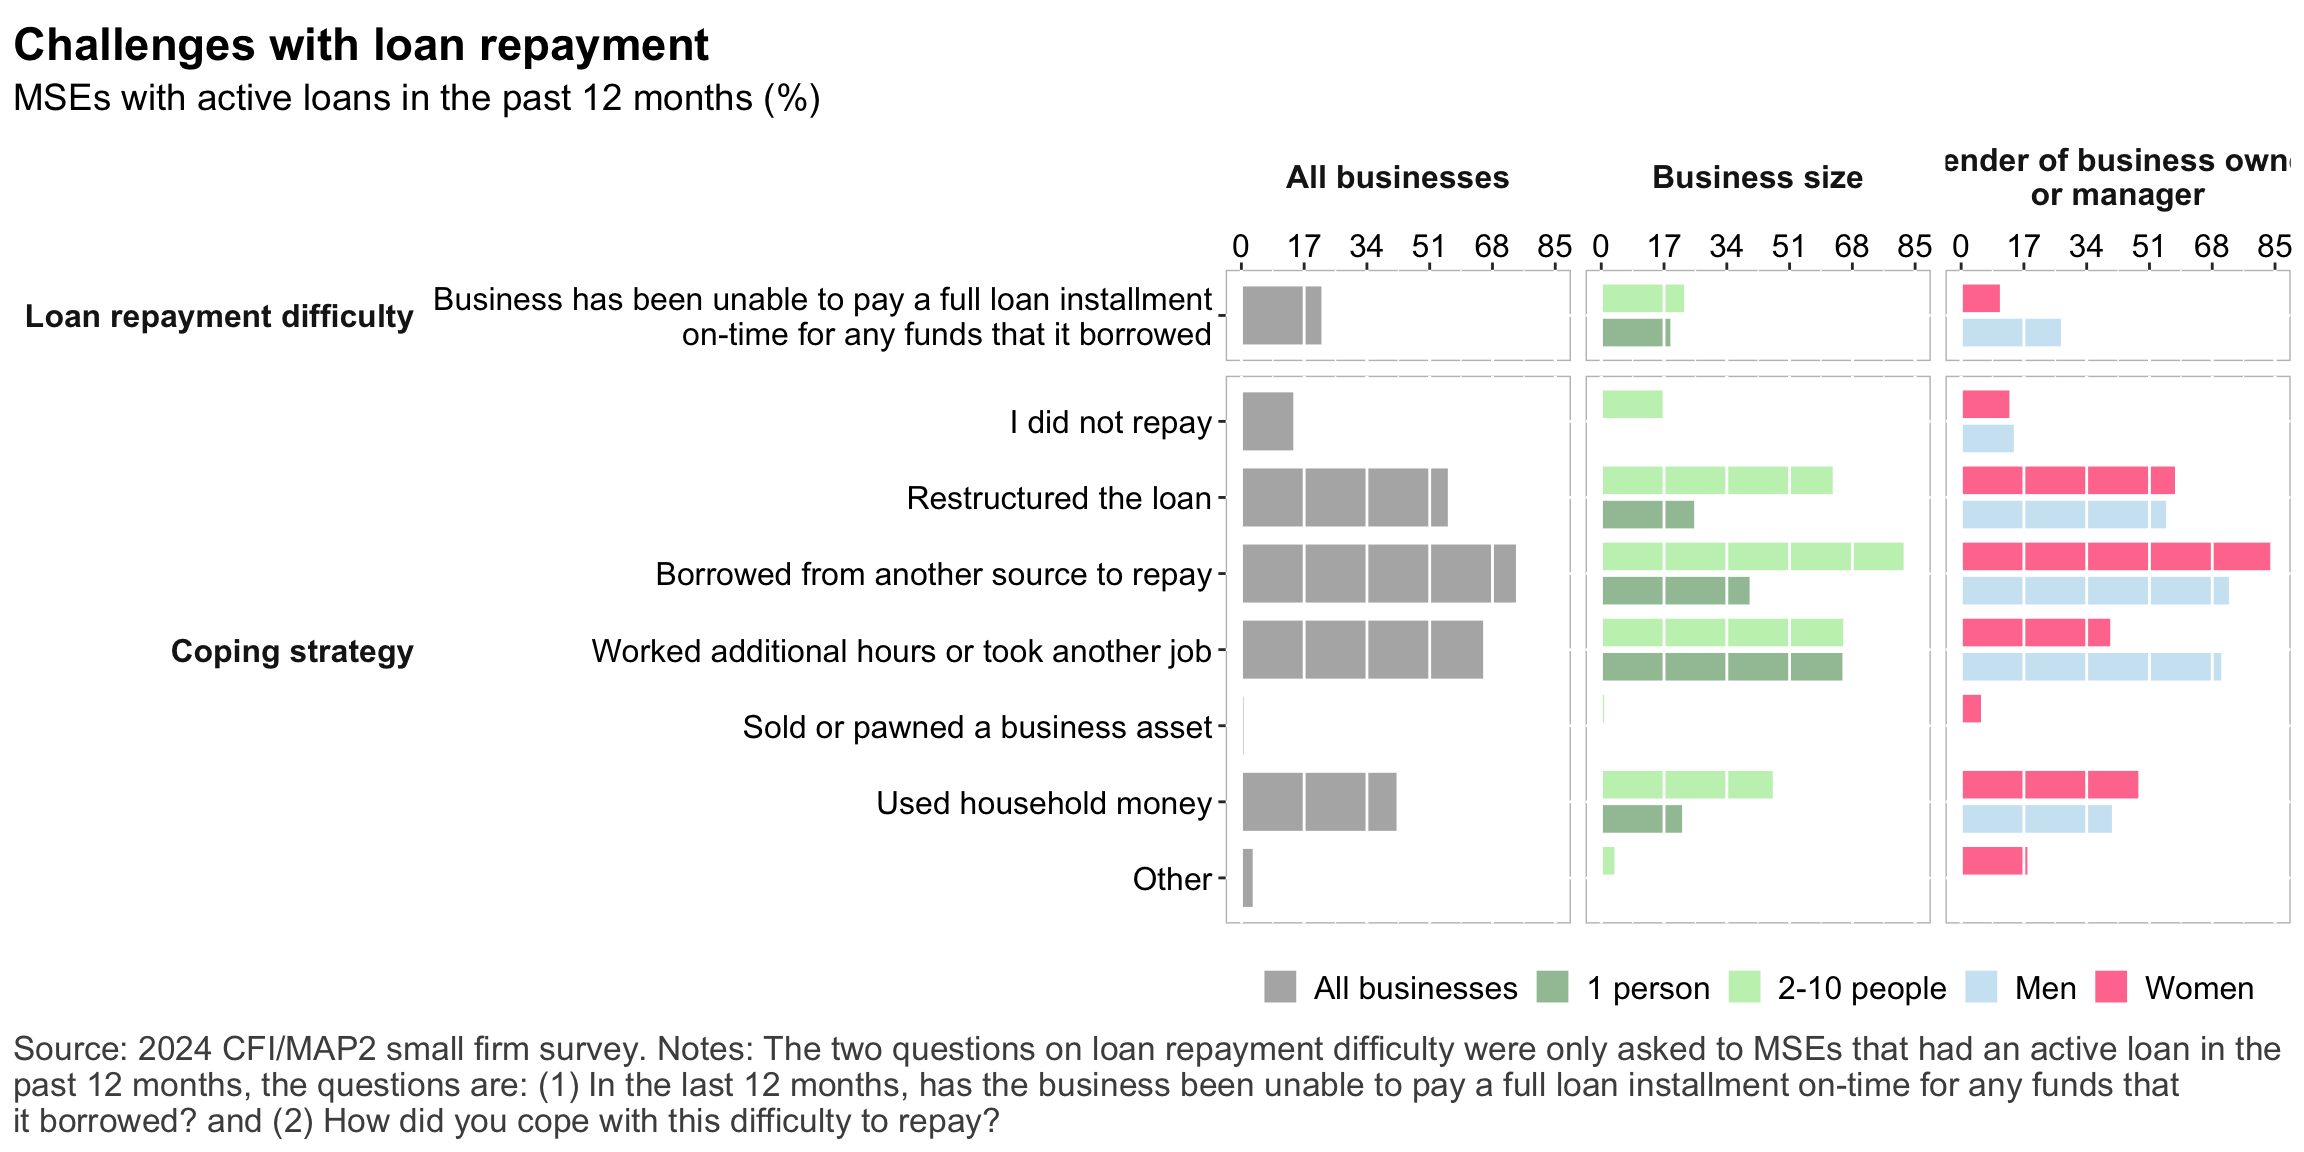 Challenges with loan repayment
MSEs with active loans in the past 12 months (%)
All businesses
Business size
ender of business own
or manager
0 17 34 51 68 85
0 17 34 51 68 85
0 17 34 51 68 85
Loan repayment difficulty
Business has been unable to pay a full loan installment
on-time for any funds that it borrowed
Coping strategy
I did not repay
Restructured the loan
Borrowed from another source to repay
Worked additional hours or took another job
Sold or pawned a business asset
Used household money
Other
All businesses
1 person
2-10 people
Men
Women
Source: 2024 CFI/MAP2 small firm survey. Notes: The two questions on loan repayment difficulty were only asked to MSEs that had an active loan in the
past 12 months, the questions are: (1) In the last 12 months, has the business been unable to pay a full loan installment on-time for any funds that
it borrowed? and (2) How did you cope with this difficulty to repay?